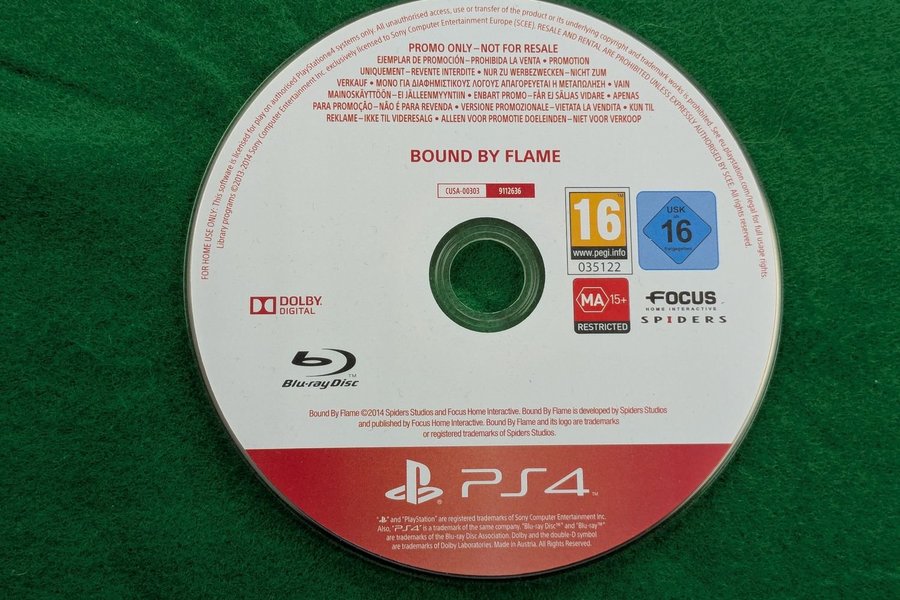 FOR HOME USE ONLY: This software is licensed for play on authorised PlayStation®4 systems only. All unauthorised access, use or transfer of the product or its underlying copyright and trademark works is prohibited. See eu.playstation.com/legal for full usage rights.
Library programs ©2013-2014 Sony Computer Entertainment Inc. exclusively licensed to Sony Computer Entertainment Europe (SCEE). RESALE AND RENTAL ARE PROHIBITED UNLESS EXPRESSLY AUTHORISED BY SCEE. All rights reserved.
PROMO ONLY – NOT FOR RESALE
EJEMPLAR DE PROMOCIÓN – PROHIBIDA LA VENTA • PROMOTION
UNIQUEMENT – REVENTE INTERDITE • NUR ZU WERBEZWECKEN – NICHT ZUM
VERKAUF • ΜΟΝΟ ΓΙΑ ΔΙΑΦΗΜΙΣΤΙΚΟΥΣ ΛΟΓΟΥΣ ΑΠΑΓΟΡΕΥΕΤΑΙ Η ΜΕΤΑΠΩΛΗΣΗ • VAIN
MAINOSKÄYTTÖÖN – EI JÄLLEENMYYNTIIN • ENBART PROMO – FÅR EJ SÄLJAS VIDARE • APENAS
PARA PROMOÇÃO – NÃO É PARA REVENDA • VERSIONE PROMOZIONALE – VIETATA LA VENDITA • KUN TIL
REKLAME – IKKE TIL VIDERESALG • ALLEEN VOOR PROMOTIE DOELEINDEN – NIET VOOR VERKOOP
BOUND BY FLAME
CUSA-00303 9112636
16
www.pegi.info
035122
USK
ab
16
freigegeben
MA 15+
RESTRICTED
FOCUS
HOME INTERACTIVE
SPIDERS
DOLBY
DIGITAL
Blu-ray Disc™
Bound By Flame ©2014 Spiders Studios and Focus Home Interactive. Bound By Flame is developed by Spiders Studios
and published by Focus Home Interactive. Bound By Flame and its logo are trademarks
or registered trademarks of Spiders Studios.
PS4™
"PS" and "PlayStation" are registered trademarks of Sony Computer Entertainment Inc.
Also, "PS4" is a trademark of the same company. "Blu-ray Disc™" and "Blu-ray™"
are trademarks of the Blu-ray Disc Association. Dolby and the double-D symbol
are trademarks of Dolby Laboratories. Made in Austria. All Rights Reserved.